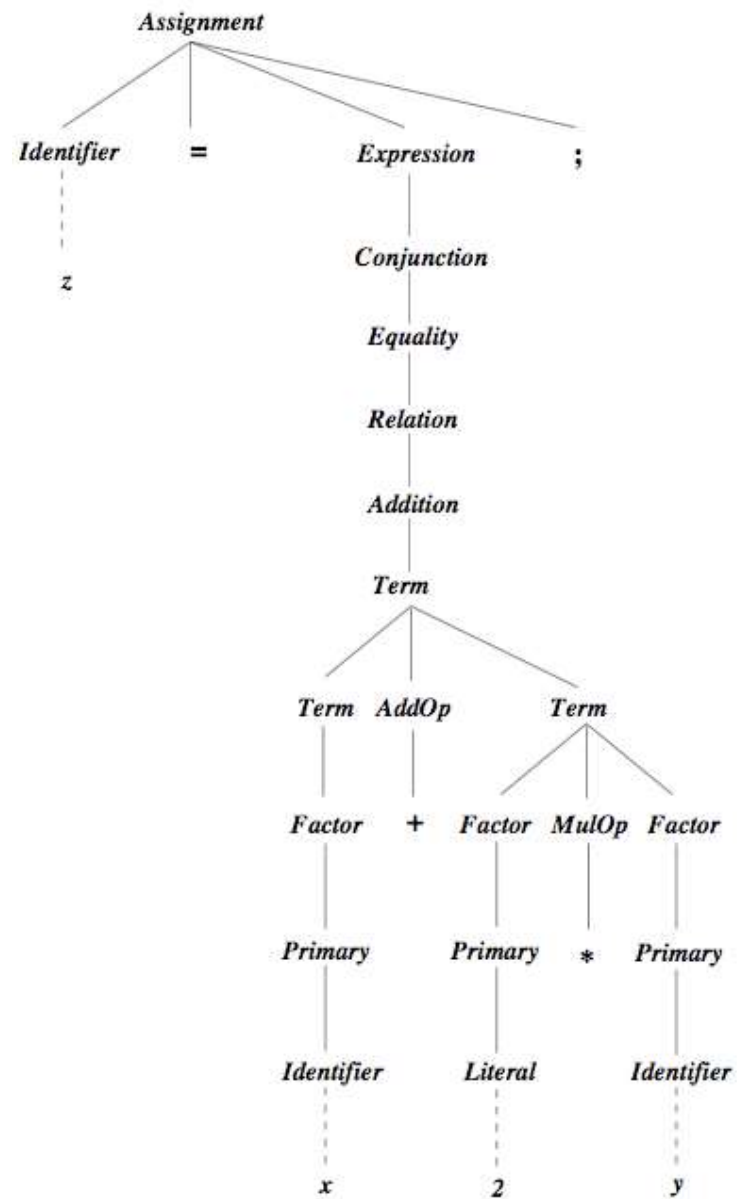 Assignment
Identifier = Expression ;
z
Conjunction
Equality
Relation
Addition
Term
Term AddOp Term
Factor + Factor MulOp Factor
Primary Primary * Primary
Identifier Literal Identifier
x 2 y